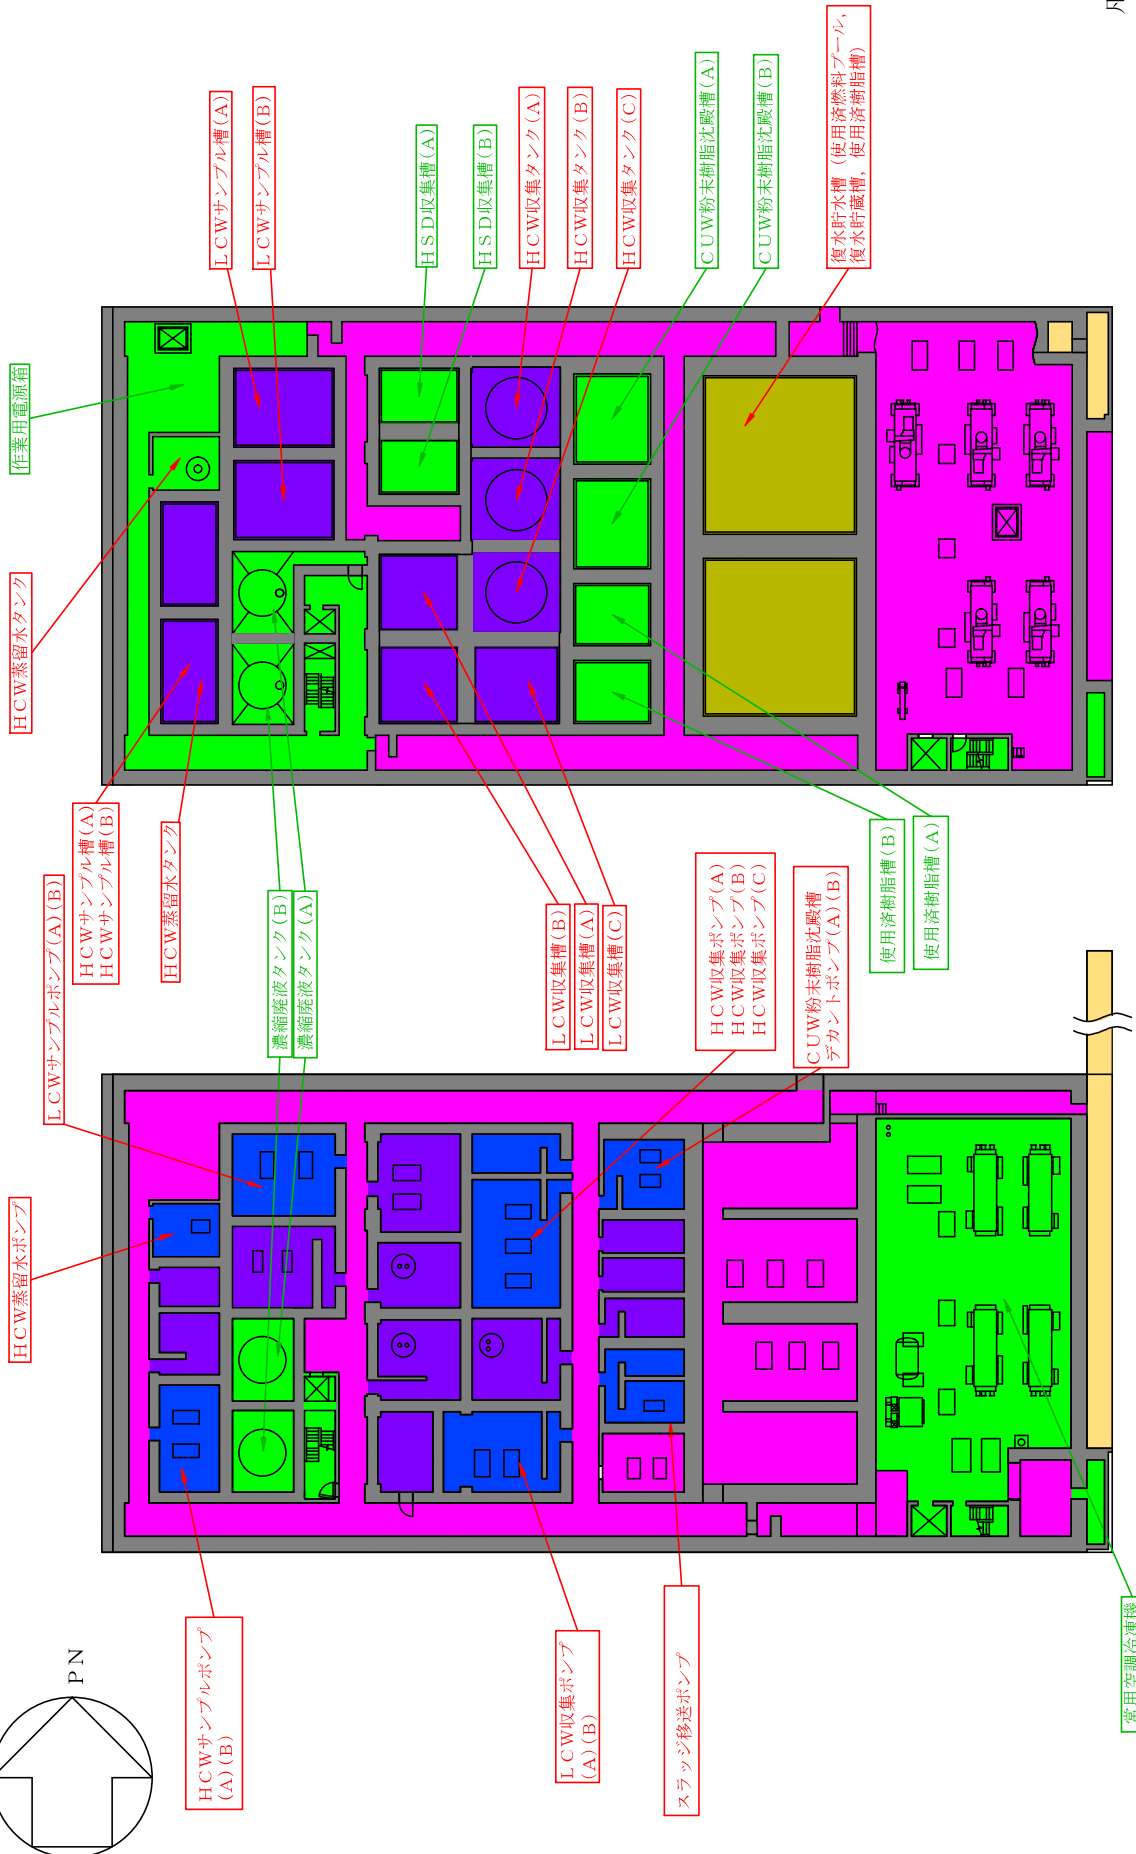 作業用電源箱
HCW蒸留水タンク
LCWサンプル槽(A)
LCWサンプル槽(B)
HSD収集槽(A)
HSD収集槽(B)
HCW収集タンク(A)
HCW収集タンク(B)
HCW収集タンク(C)
CUW粉末樹脂沈殿槽(A)
CUW粉末樹脂沈殿槽(B)
復水貯水槽(使用済燃料プール,
復水貯蔵槽, 使用済樹脂槽)
HCWサンプル槽(A)
HCWサンプル槽(B)
HCW蒸留水タンク
濃縮廃液タンク(B)
濃縮廃液タンク(A)
LCW収集槽(B)
LCW収集槽(A)
LCW収集槽(C)
使用済樹脂槽(B)
使用済樹脂槽(A)
LCWサンプルポンプ(A)(B)
HCW収集ポンプ(A)
HCW収集ポンプ(B)
HCW収集ポンプ(C)
CUW粉末樹脂沈殿槽
デカントポンプ(A)(B)
HCW蒸留水ポンプ
HCWサンプルポンプ
(A)(B)
LCW収集ポンプ
(A)(B)
スラッジ移送ポンプ
常用空調冷凍機
PN
凡